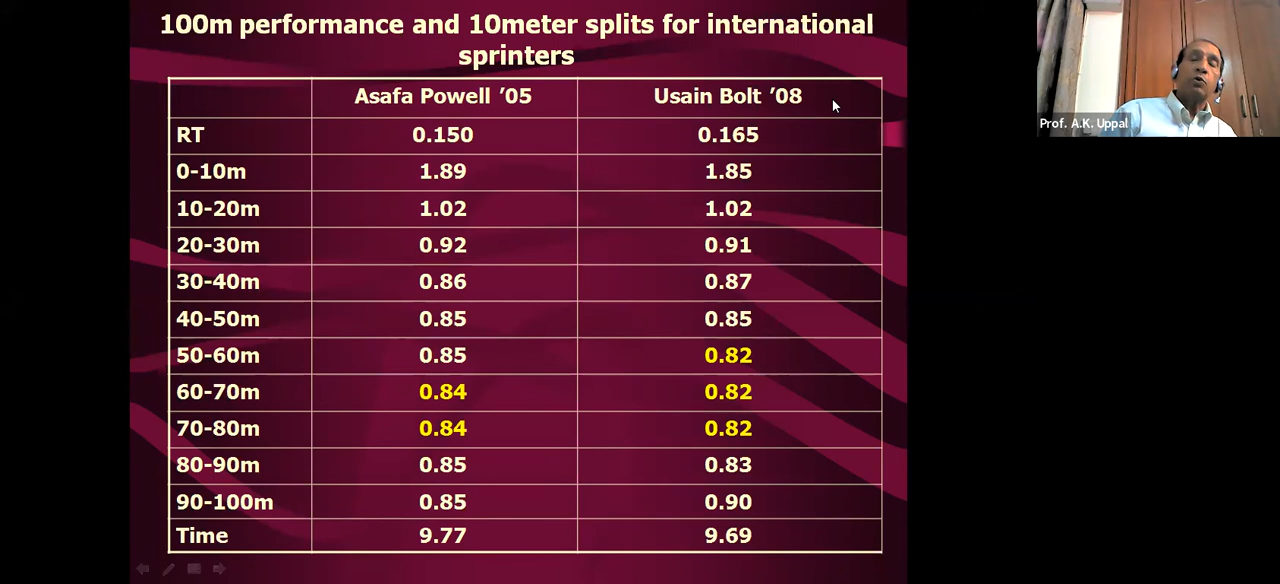 100m performance and 10meter splits for international
sprinters
Asafa Powell ’05 Usain Bolt ’08
RT 0.150 0.165
0-10m 1.89 1.85
10-20m 1.02 1.02
20-30m 0.92 0.91
30-40m 0.86 0.87
40-50m 0.85 0.85
50-60m 0.85 0.82
60-70m 0.84 0.82
70-80m 0.84 0.82
80-90m 0.85 0.83
90-100m 0.85 0.90
Time 9.77 9.69
Prof. A.K. Uppal